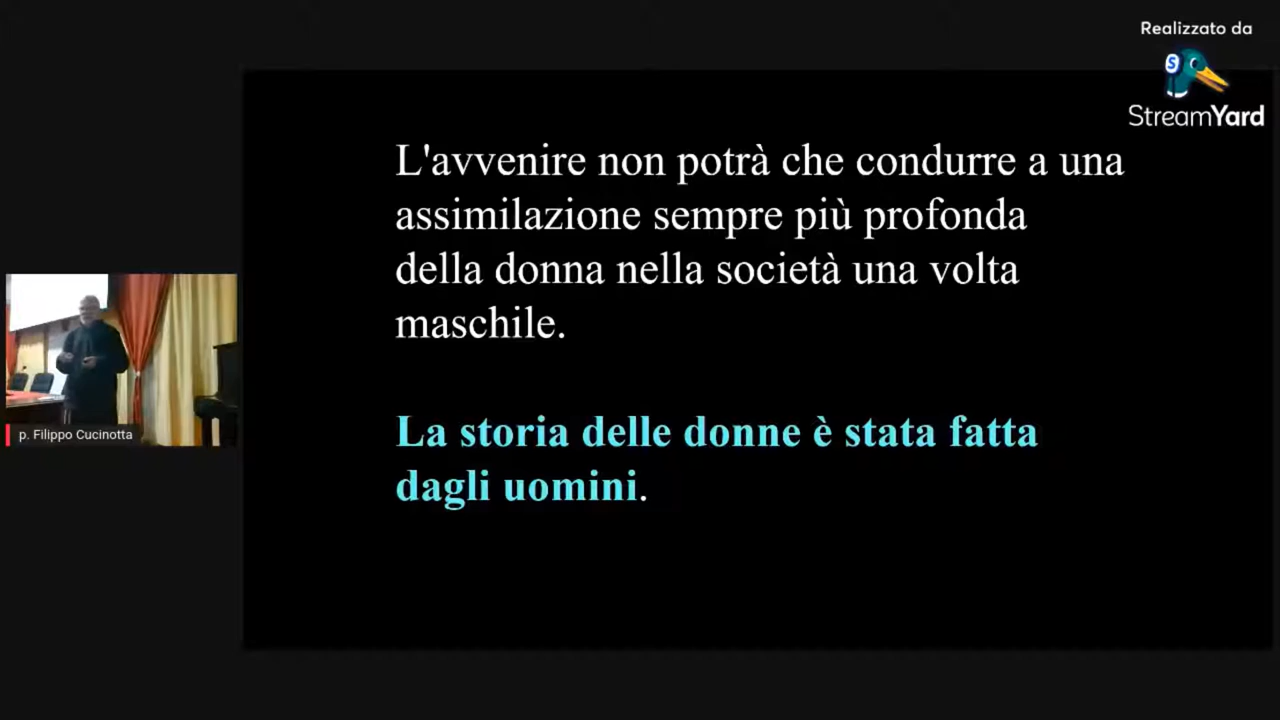 Realizzato da
StreamYard
L'avvenire non potrà che condurre a una
assimilazione sempre più profonda
della donna nella società una volta
maschile.
La storia delle donne è stata fatta
dagli uomini.
p. Filippo Cucinotta